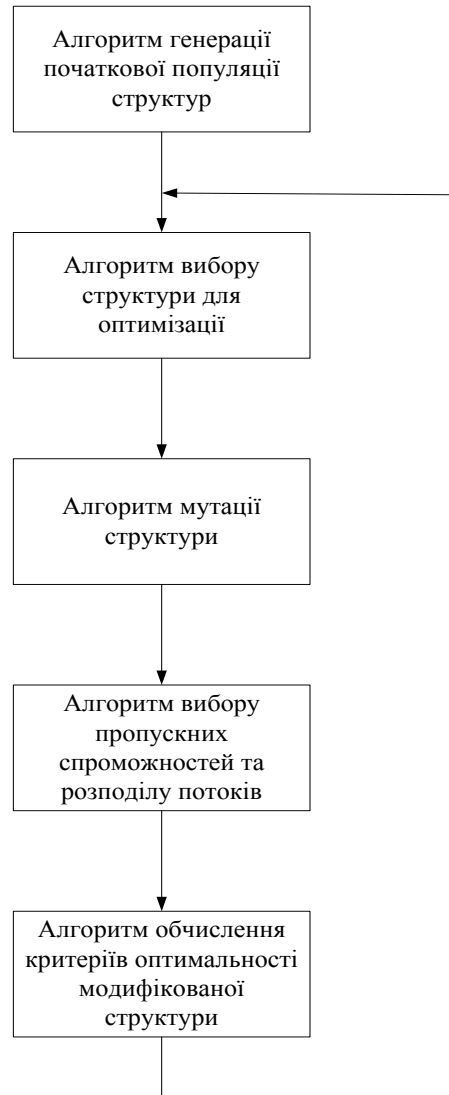 Алгоритм генерації
початкової популяції
структур
Алгоритм вибору
структури для
оптимізації
Алгоритм мутації
структури
Алгоритм вибору
пропускних
спроможностей та
розподілу потоків
Алгоритм обчислення
критеріїв оптимальності
модифікованої
структури